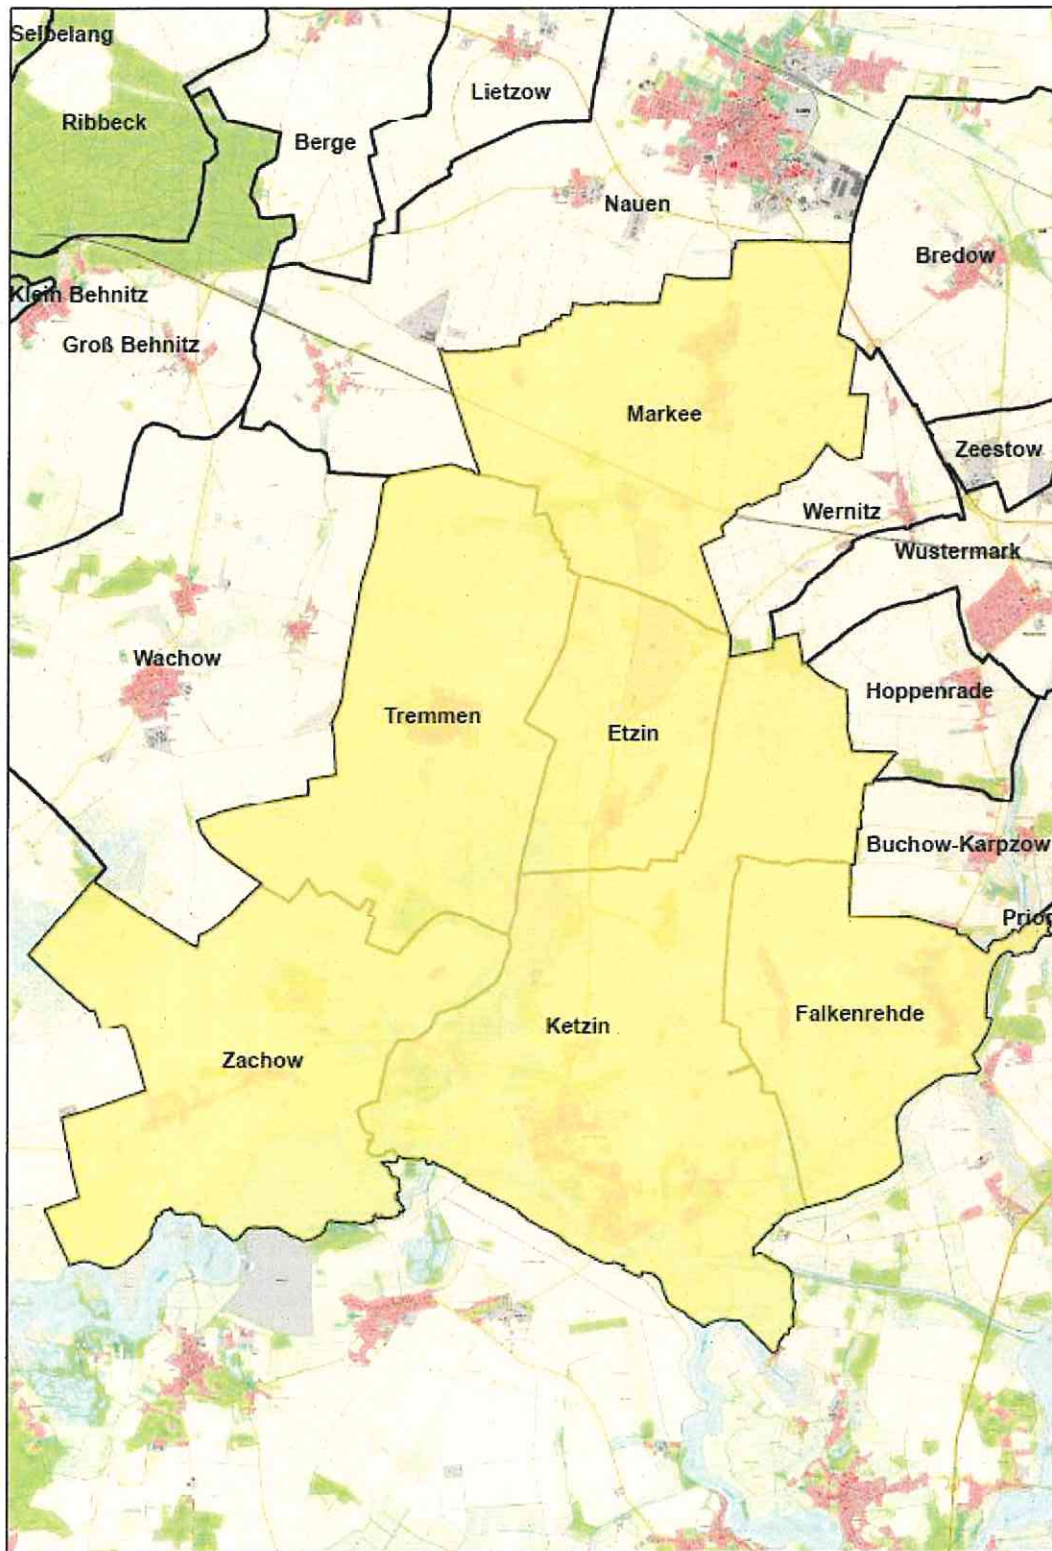 Selbelang
Ribbeck
Berge
Lietzow
Nauen
Bredow
Klein Behnitz
Groß Behnitz
Markee
Zeestow
Wernitz
Wustermark
Wachow
Hoppenrade
Tremmen
Etzin
Buchow-Karpzow
Prior
Falkenrehde
Ketzin
Zachow